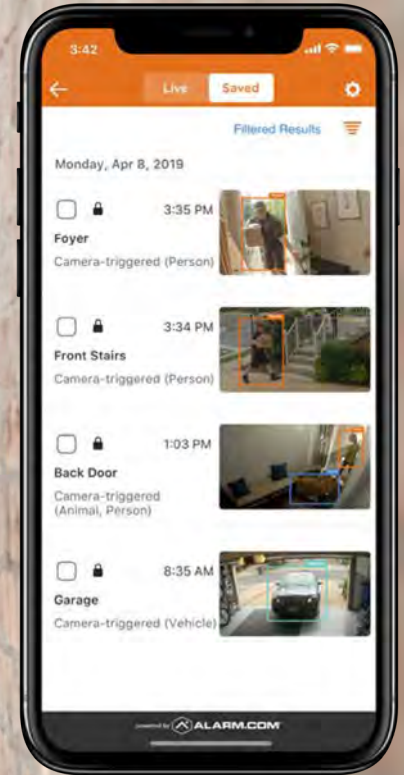 3:42
Live
Saved
Filtered Results
Monday, Apr 8, 2019
3:35 PM
Foyer
Camera-triggered (Person)
3:34 PM
Front Stairs
Camera-triggered (Person)
1:03 PM
Back Door
Camera-triggered
(Animal, Person)
8:35 AM
Garage
Camera-triggered (Vehicle)
powered by ALARM.COM